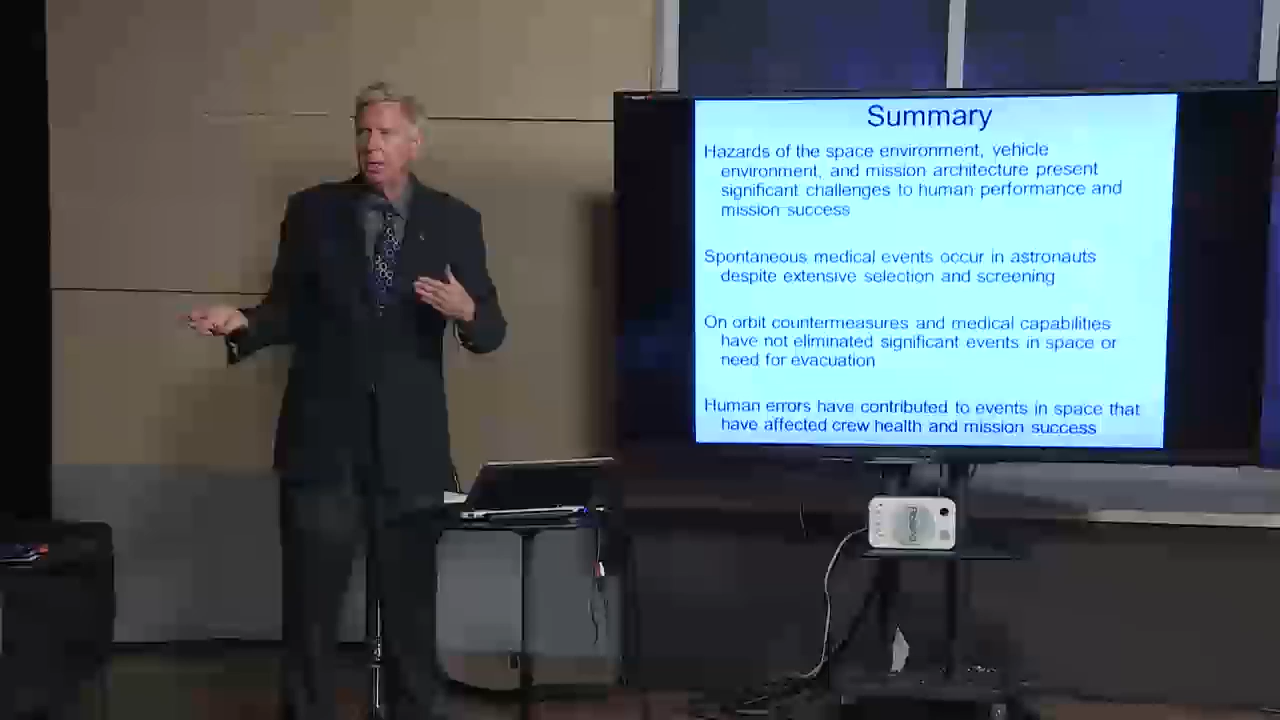 Summary
Hazards of the space environment, vehicle
environment, and mission architecture present
significant challenges to human performance and
mission success
Spontaneous medical events occur in astronauts
despite extensive selection and screening
On orbit countermeasures and medical capabilities
have not eliminated significant events in space or
need for evacuation
Human errors have contributed to events in space that
have affected crew health and mission success